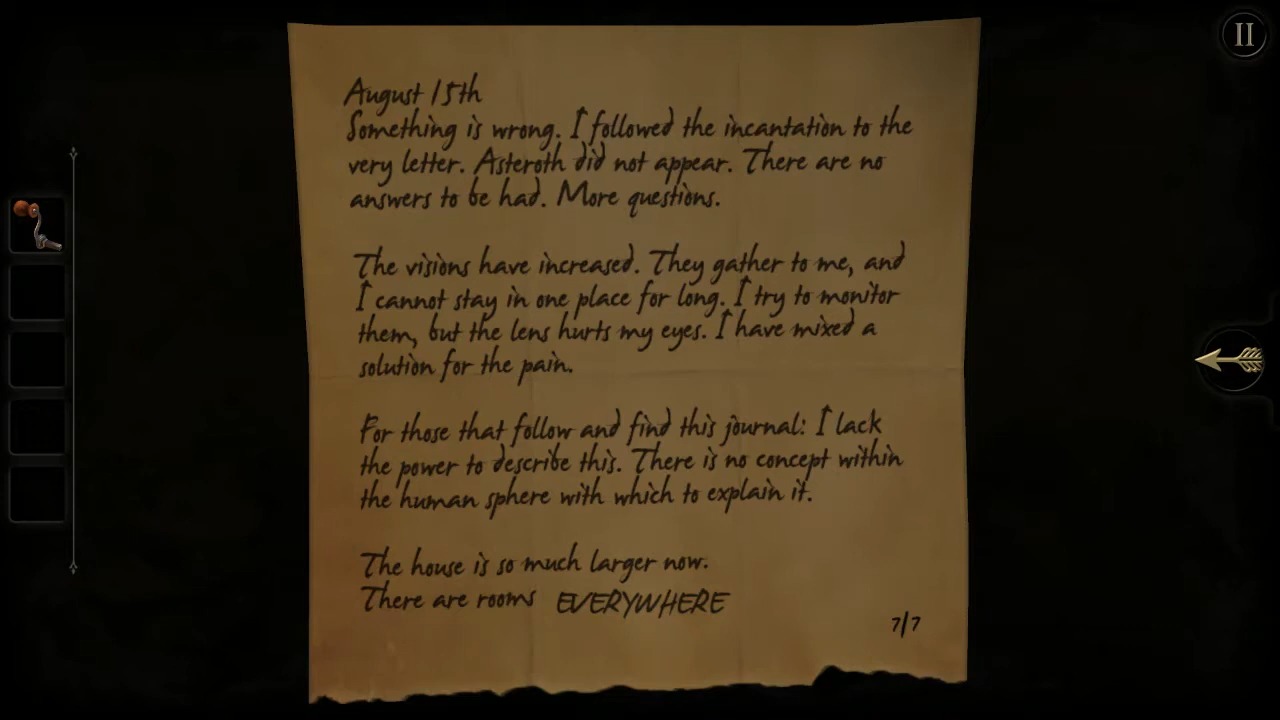 August 15th
Something is wrong. I followed the incantation to the
very letter. Asteroth did not appear. There are no
answers to be had. More questions.
The visions have increased. They gather to me, and
I cannot stay in one place for long. I try to monitor
them, but the lens hurts my eyes. I have mixed a
solution for the pain.
For those that follow and find this journal: I lack
the power to describe this. There is no concept within
the human sphere with which to explain it.
The house is so much larger now.
There are rooms EVERYWHERE
7/7